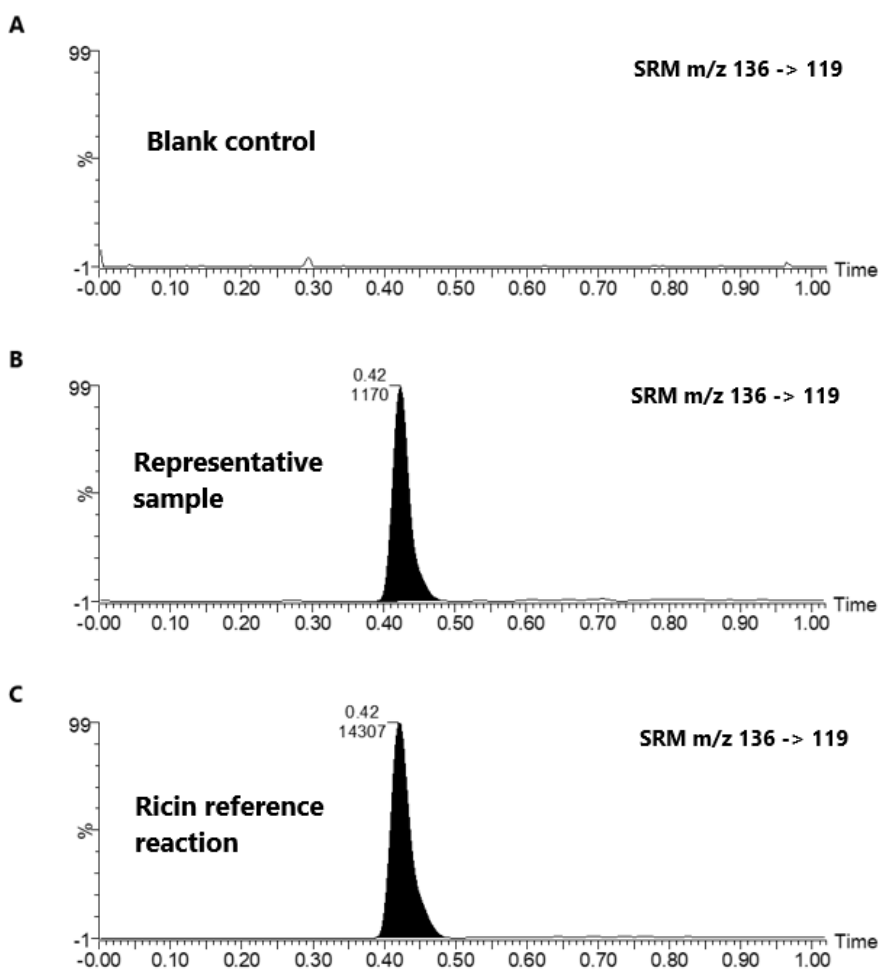 A
99
SRM m/z 136 -> 119
Blank control
%
-1
Time
-0.00 0.10 0.20 0.30 0.40 0.50 0.60 0.70 0.80 0.90 1.00
B
0.42
99
1170
SRM m/z 136 -> 119
Representative
sample
%
-1
Time
-0.00 0.10 0.20 0.30 0.40 0.50 0.60 0.70 0.80 0.90 1.00
C
0.42
99
14307
SRM m/z 136 -> 119
Ricin reference
reaction
%
-1
Time
-0.00 0.10 0.20 0.30 0.40 0.50 0.60 0.70 0.80 0.90 1.00